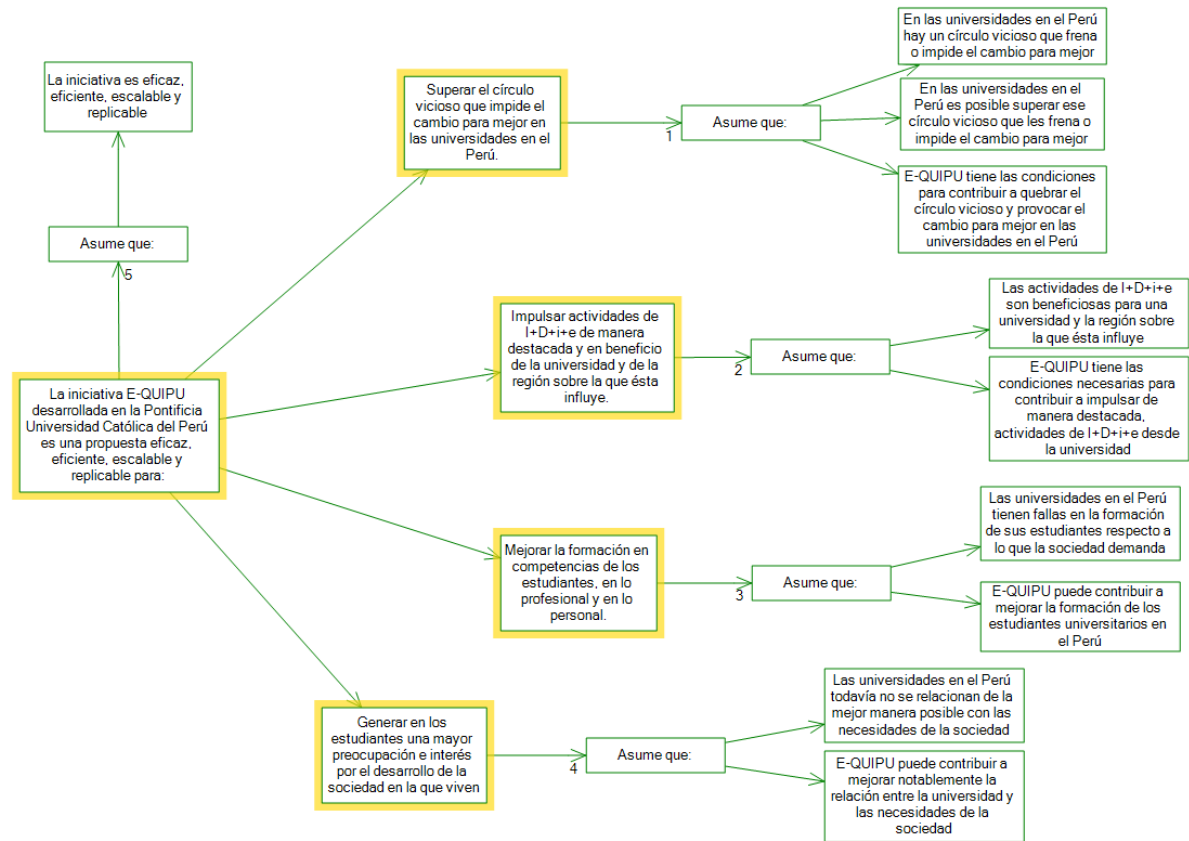 La iniciativa es eficaz,
eficiente, escalable y
replicable
Asume que:
5
La iniciativa E-QUIPU
desarrollada en la Pontificia
Universidad Católica del Perú
es una propuesta eficaz,
eficiente, escalable y
replicable para:
Superar el círculo
vicioso que impide el
cambio para mejor en
las universidades en el
Perú.
1
Asume que:
En las universidades en el Perú
hay un círculo vicioso que frena
o impide el cambio para mejor
En las universidades en el
Perú es posible superar ese
círculo vicioso que les frena o
impide el cambio para mejor
E-QUIPU tiene las condiciones
para contribuir a quebrar el
círculo vicioso y provocar el
cambio para mejor en las
universidades en el Perú
Impulsar actividades de
I+D+i+e de manera
destacada y en beneficio
de la universidad y de la
región sobre la que ésta
influye.
2
Asume que:
Las actividades de I+D+i+e
son beneficiosas para una
universidad y la región sobre
la que ésta influye
E-QUIPU tiene las
condiciones necesarias para
contribuir a impulsar de
manera destacada,
actividades de I+D+i+e desde
la universidad
Mejorar la formación en
competencias de los
estudiantes, en lo
profesional y en lo
personal.
3
Asume que:
Las universidades en el Perú
tienen fallas en la formación
de sus estudiantes respecto a
lo que la sociedad demanda
E-QUIPU puede contribuir a
mejorar la formación de los
estudiantes universitarios en
el Perú
Generar en los
estudiantes una mayor
preocupación e interés
por el desarrollo de la
sociedad en la que viven
4
Asume que:
Las universidades en el Perú
todavía no se relacionan de la
mejor manera posible con las
necesidades de la sociedad
E-QUIPU puede contribuir a
mejorar notablemente la
relación entre la universidad y
las necesidades de la
sociedad